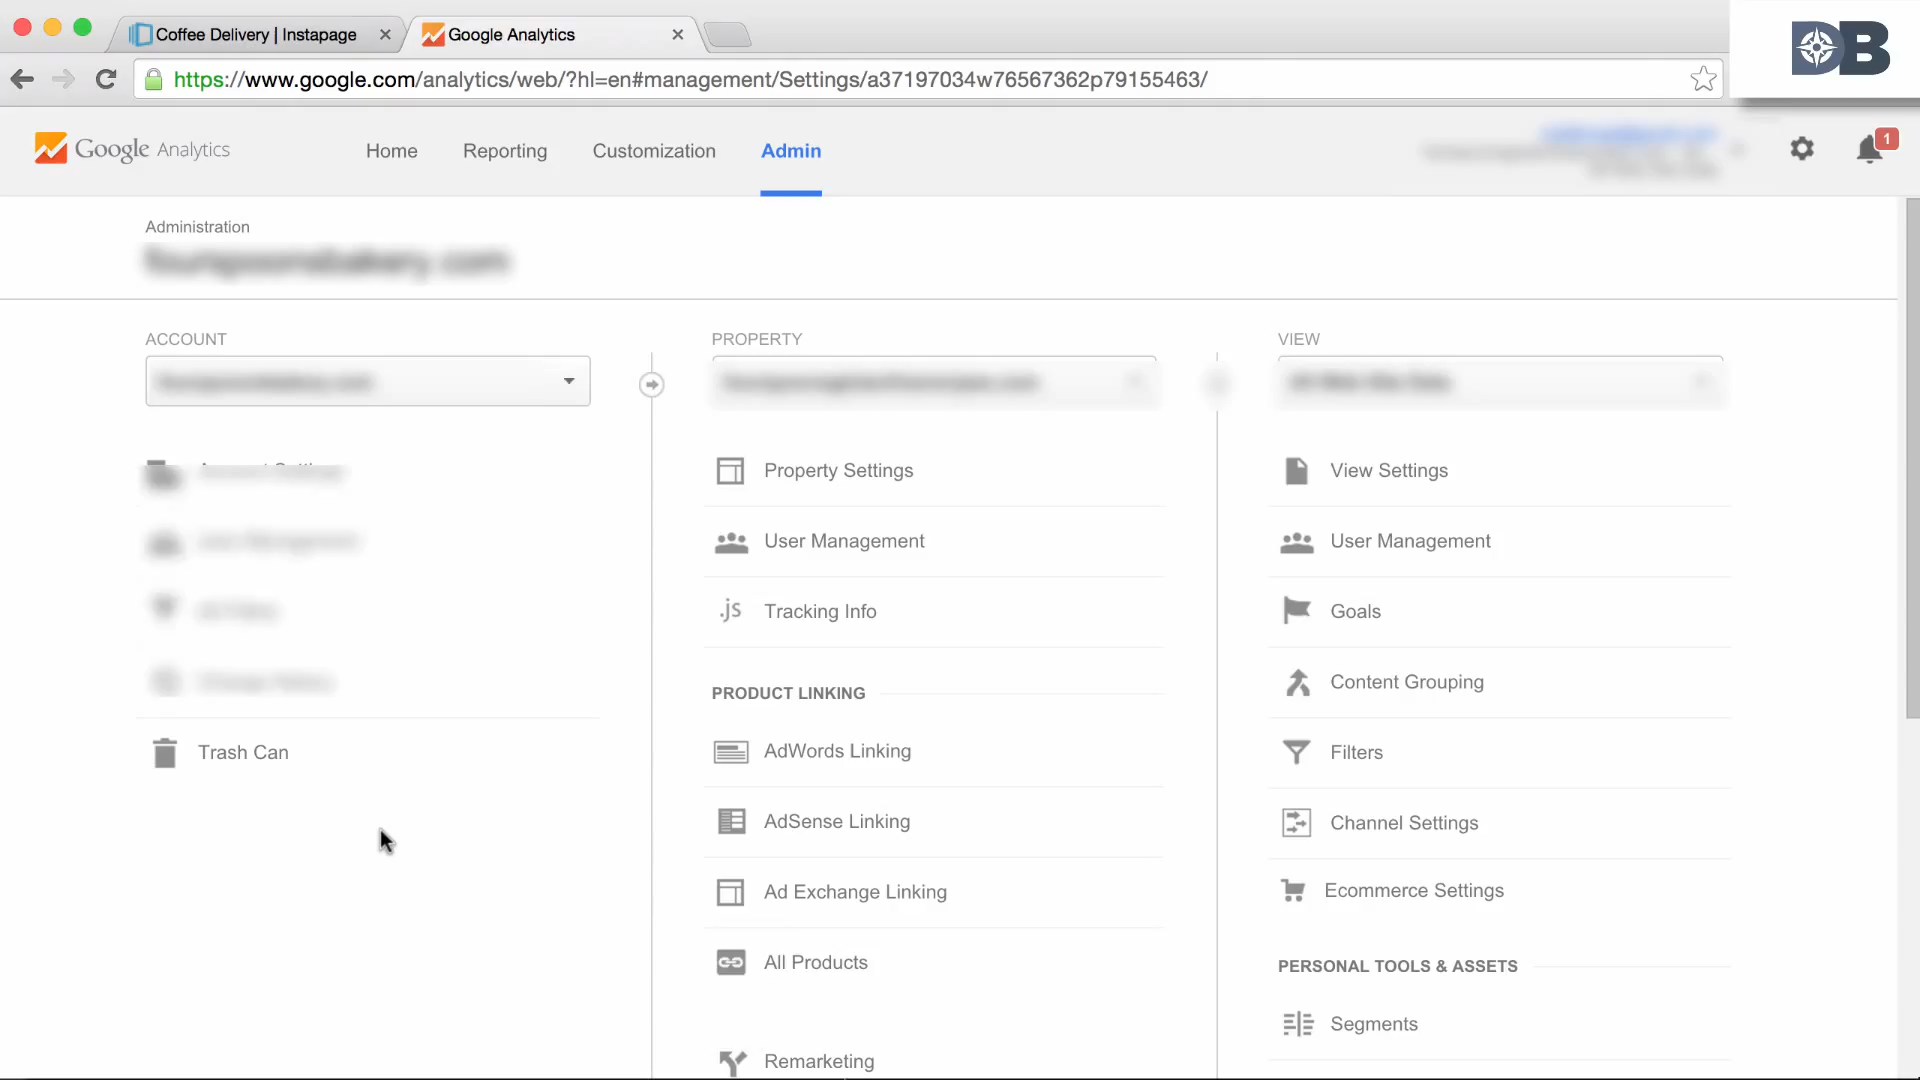 Coffee Delivery | Instapage
Google Analytics
DB
https://www.google.com/analytics/web/?hl=en#management/Settings/a37197034w76567362p79155463/
Google Analytics
Home
Reporting
Customization
Admin
1
Administration
ACCOUNT
PROPERTY
VIEW
Property Settings
View Settings
User Management
User Management
.js
Tracking Info
Goals
PRODUCT LINKING
Content Grouping
Trash Can
AdWords Linking
Filters
AdSense Linking
Channel Settings
Ad Exchange Linking
Ecommerce Settings
All Products
PERSONAL TOOLS & ASSETS
Segments
Remarketing